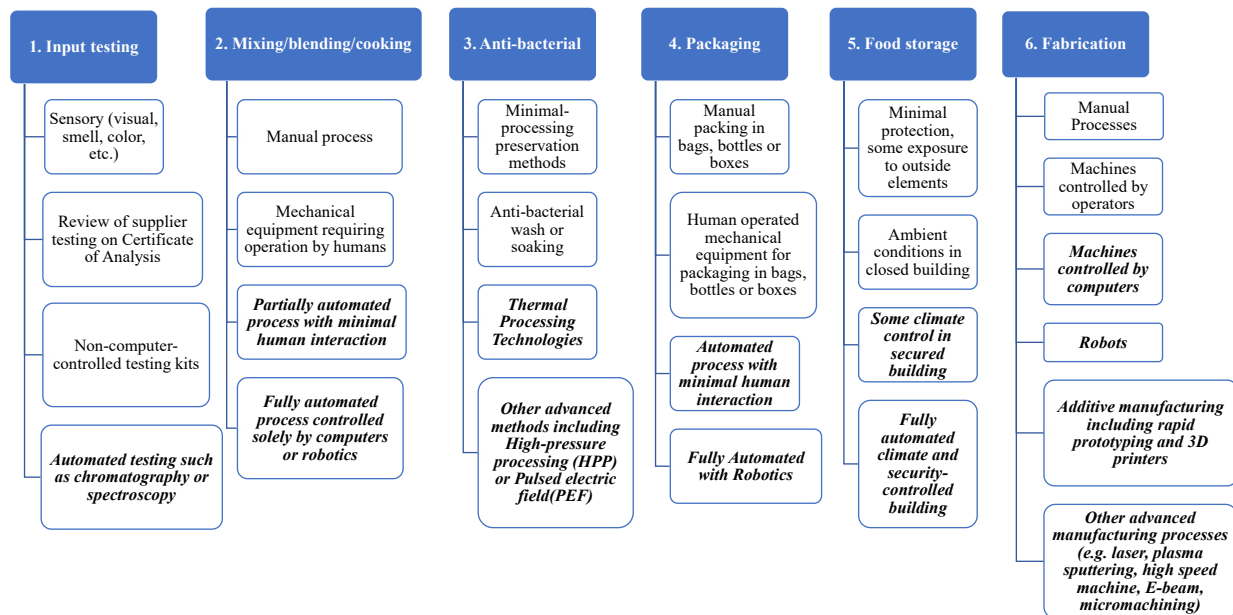 1. Input testing
Sensory (visual,
smell, color,
etc.)
Review of supplier
testing on Certificate
of Analysis
Non-computer-
controlled testing kits
Automated testing such
as chromatography or
spectroscopy
2. Mixing/blending/cooking
Manual process
Mechanical
equipment requiring
operation by humans
Partially automated
process with minimal
human interaction
Fully automated
process controlled
solely by computers
or robotics
3. Anti-bacterial
Minimal-
processing
preservation
methods
Anti-bacterial
wash or
soaking
Thermal
Processing
Technologies
Other advanced
methods including
High-pressure
processing (HPP)
or Pulsed electric
field(PEF)
4. Packaging
Manual
packing in
bags, bottles or
boxes
Human operated
mechanical
equipment for
packaging in bags,
bottles or boxes
Automated
process with
minimal human
interaction
Fully Automated
with Robotics
5. Food storage
Minimal
protection,
some exposure
to outside
elements
Ambient
conditions in
closed building
Some climate
control in
secured
building
Fully
automated
climate and
security-
controlled
building
6. Fabrication
Manual
Processes
Machines
controlled by
operators
Machines
controlled by
computers
Robots
Additive manufacturing
including rapid
prototyping and 3D
printers
Other advanced
manufacturing processes
(e.g. laser, plasma
sputtering, high speed
machine, E-beam,
micromachining)